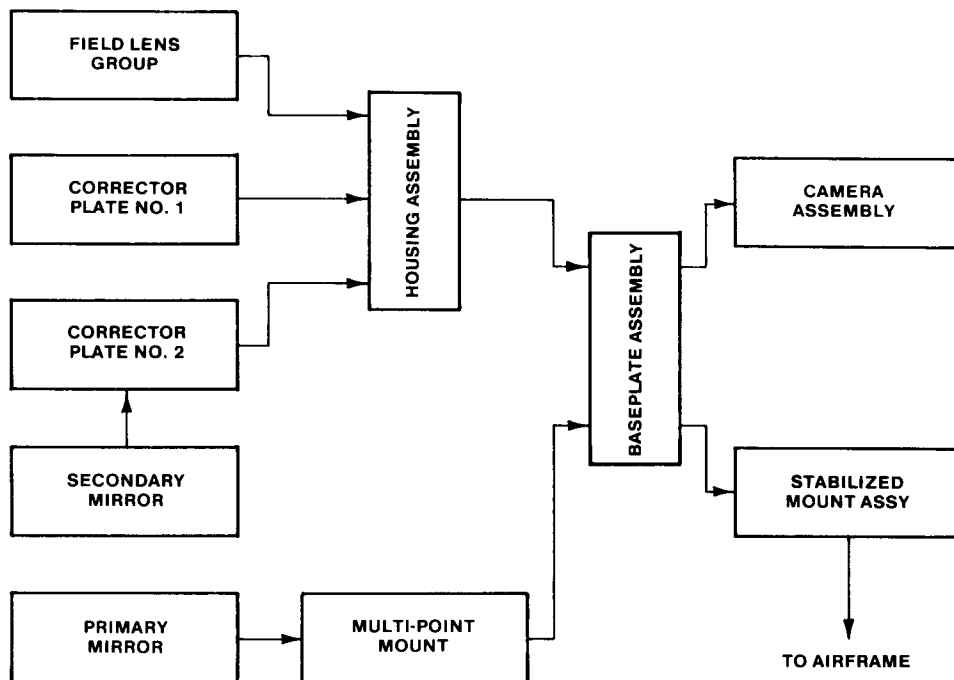 FIELD LENS
GROUP
CORRECTOR
PLATE NO. 1
CORRECTOR
PLATE NO. 2
SECONDARY
MIRROR
PRIMARY
MIRROR
MULTI-POINT
MOUNT
HOUSING ASSEMBLY
BASEPLATE ASSEMBLY
CAMERA
ASSEMBLY
STABILIZED
MOUNT ASSY
TO AIRFRAME